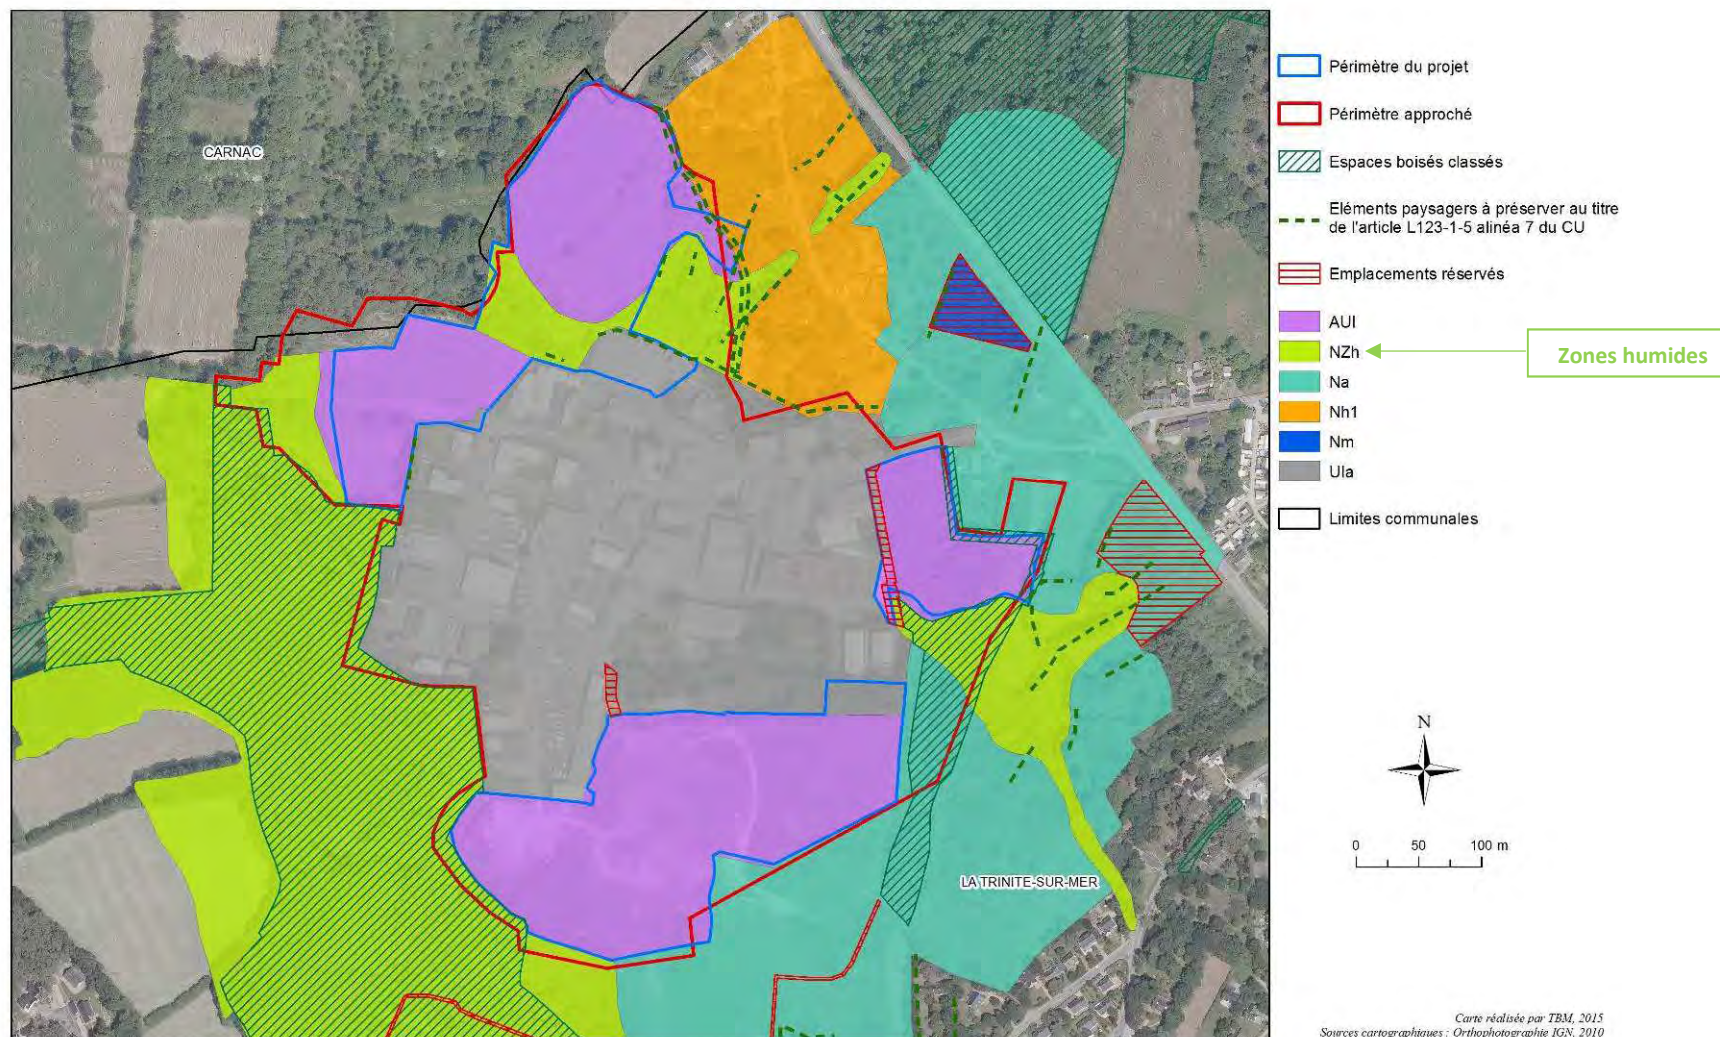 CARNAC
LA TRINITE-SUR-MER
Périmètre du projet
Périmètre approché
Espaces boisés classés
Eléments paysagers à préserver au titre
de l'article L123-1-5 alinéa 7 du CU
Emplacements réservés
AUI
NZh
Na
Nh1
Nm
UIa
Limites communales
Zones humides
N
0 50 100 m
Carte réalisée par TBM, 2015
Sources cartographiques : Orthophotographie IGN, 2010